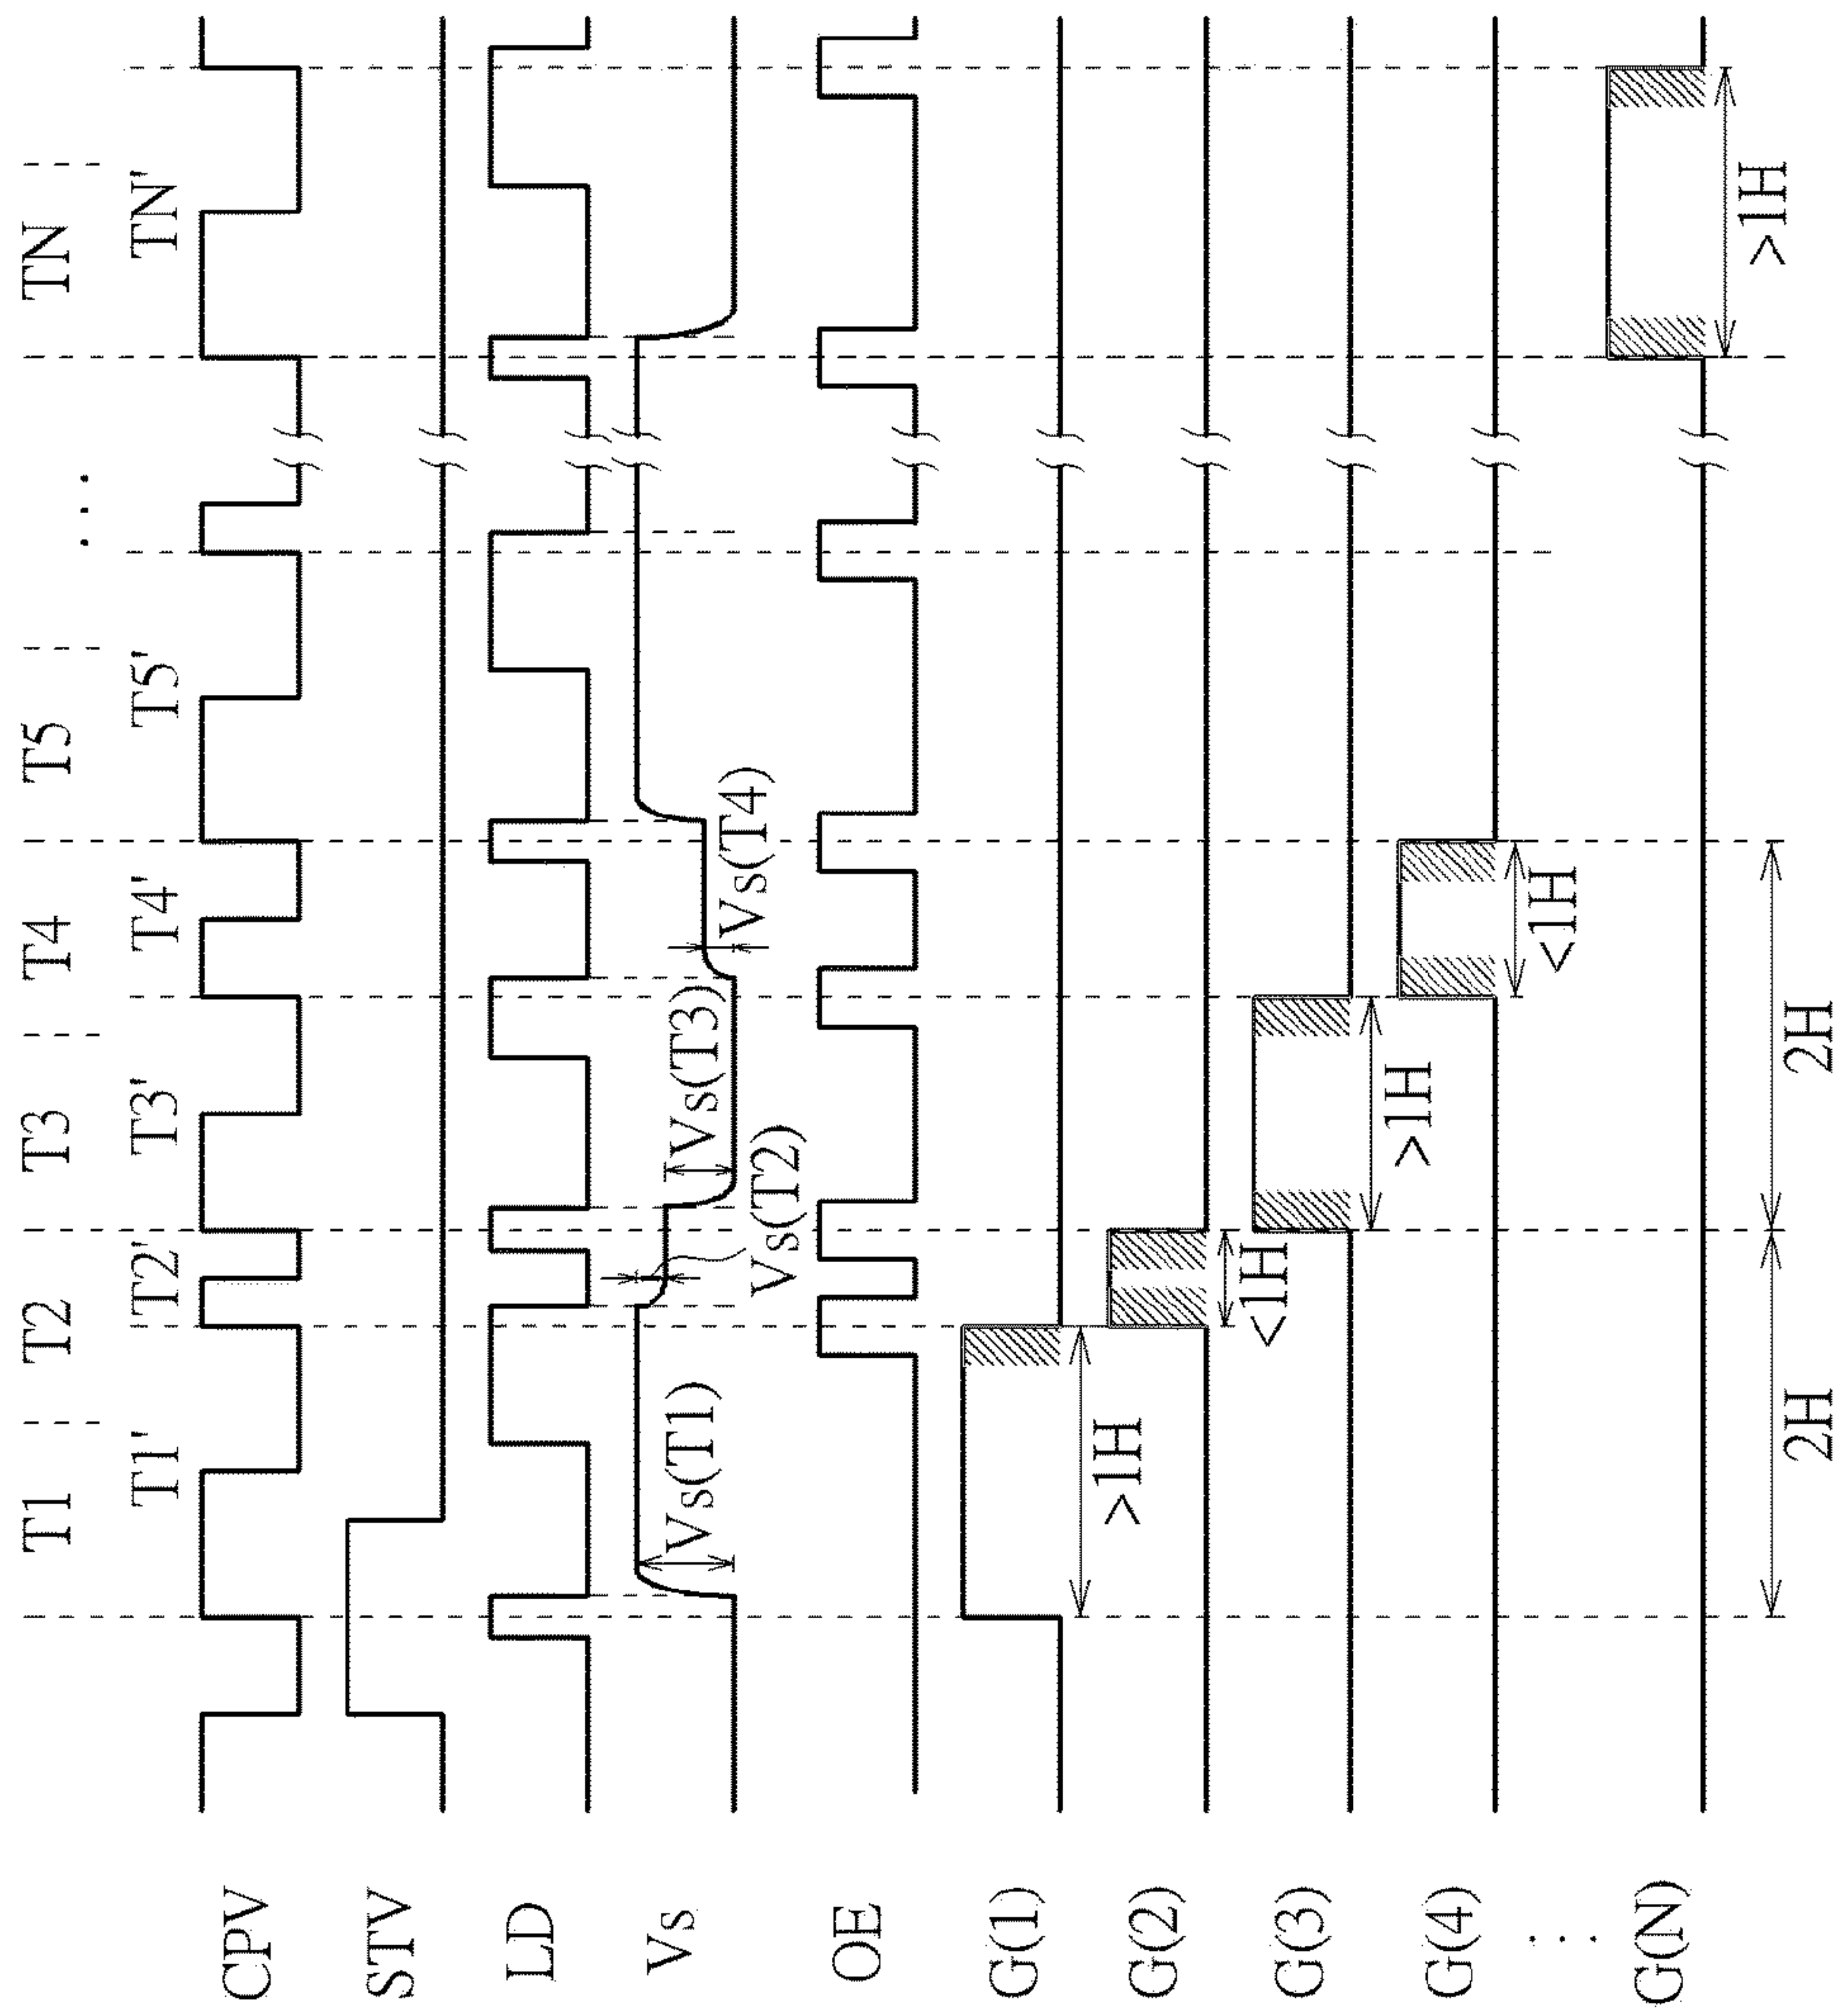 T1 T2 T3 T4 T5 ... TN
T1' T2' T3' T4' T5' TN'
CPV
STV
LD
Vs
Vs(T1) Vs(T3) Vs(T4)
Vs(T2)
OE
G(1)
>1H
G(2)
<1H
G(3)
>1H
G(4)
<1H
...
G(N)
>1H
2H 2H